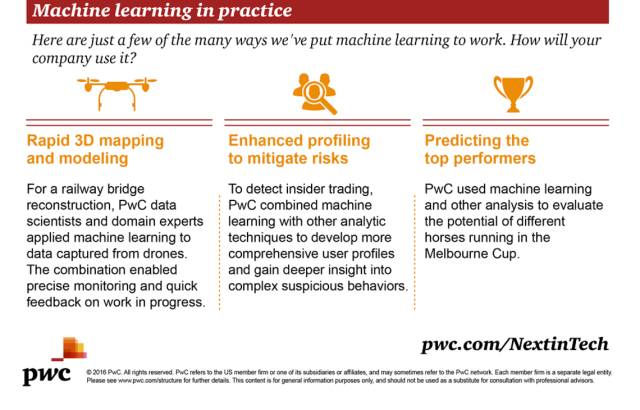 Machine learning in practice
Here are just a few of the many ways we've put machine learning to work. How will your
company use it?
Rapid 3D mapping
and modeling
For a railway bridge
reconstruction, PwC data
scientists and domain experts
applied machine learning to
data captured from drones.
The combination enabled
precise monitoring and quick
feedback on work in progress.
Enhanced profiling
to mitigate risks
To detect insider trading,
PwC combined machine
learning with other analytic
techniques to develop more
comprehensive user profiles
and gain deeper insight into
complex suspicious behaviors.
Predicting the
top performers
PwC used machine learning
and other analysis to evaluate
the potential of different
horses running in the
Melbourne Cup.
pwc.com/NextinTech
pwc
© 2016 PwC. All rights reserved. PwC refers to the US member firm or one of its subsidiaries or affiliates, and may sometimes refer to the PwC network. Each member firm is a separate legal entity.
Please see www.pwc.com/structure for further details. This content is for general information purposes only, and should not be used as a substitute for consultation with professional advisors.